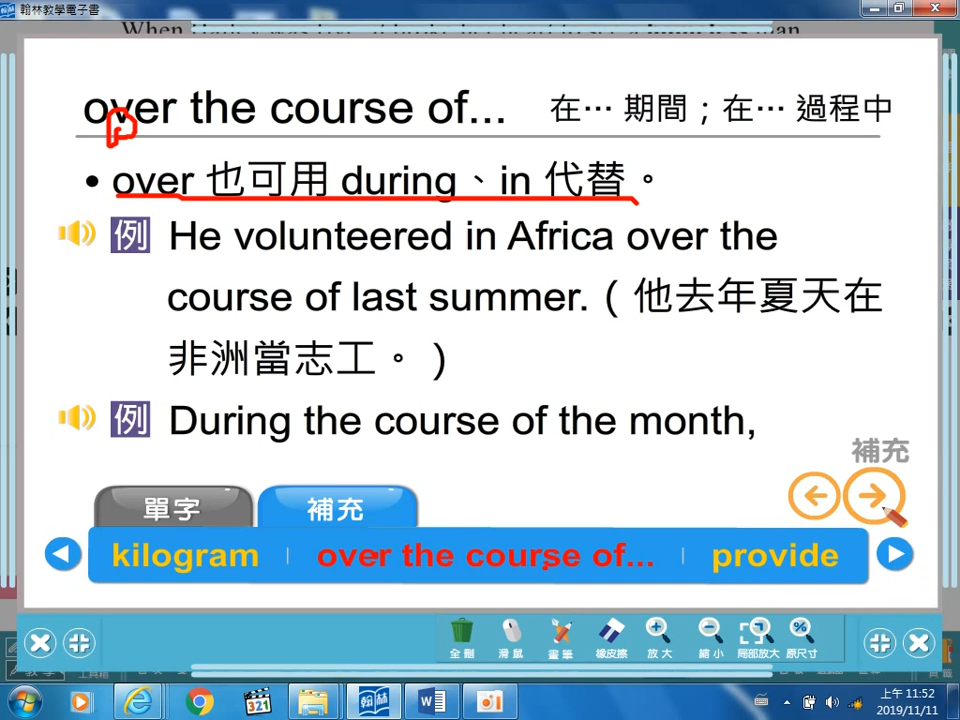 翰林教學電子書
over the course of... 在… 期間；在… 過程中
• over 也可用 during、in 代替。
例 He volunteered in Africa over the
course of last summer.（他去年夏天在
非洲當志工。）
例 During the course of the month,
補充
單字 補充
kilogram over the course of... provide
全刪 滑鼠 畫筆 橡皮擦 放大 縮小 局部放大 原尺寸
翰林 W
321
上午 11:52
2019/11/11